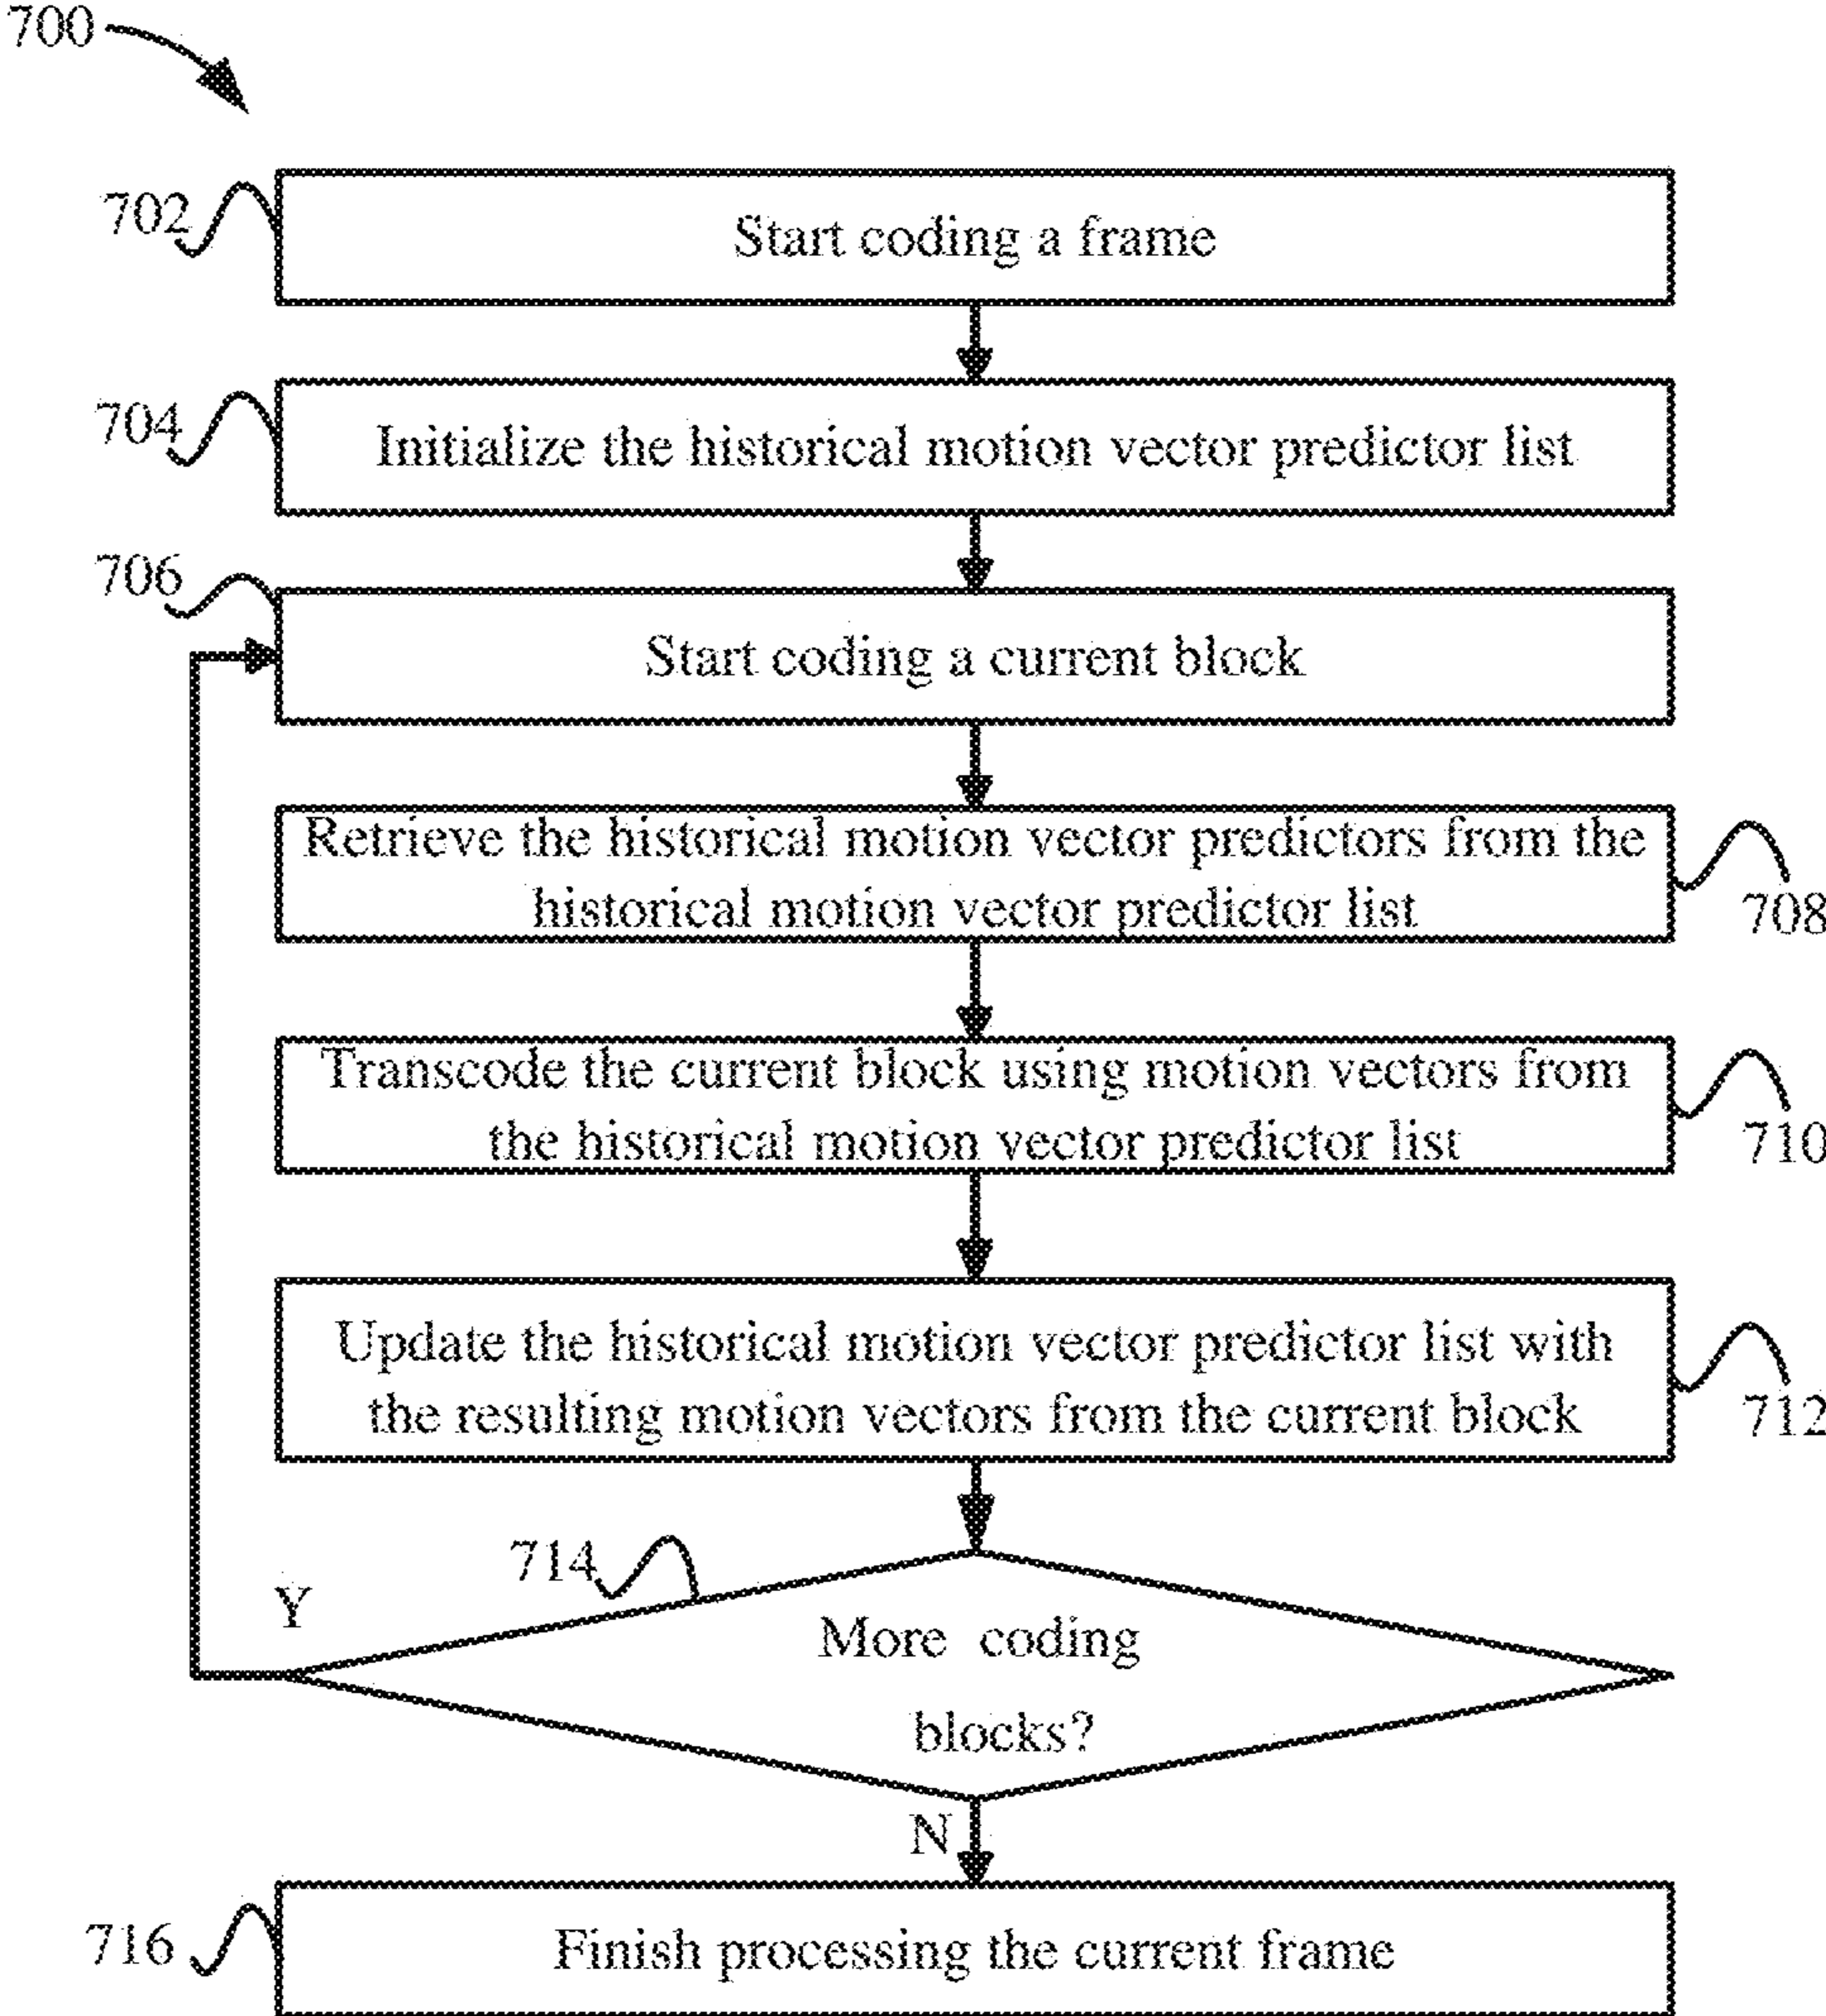 700
702
Start coding a frame
704
Initialize the historical motion vector predictor list
706
Start coding a current block
Retrieve the historical motion vector predictors from the
historical motion vector predictor list
708
Transcode the current block using motion vectors from
the historical motion vector predictor list
710
Update the historical motion vector predictor list with
the resulting motion vectors from the current block
712
714
Y
More coding
blocks?
N
716
Finish processing the current frame